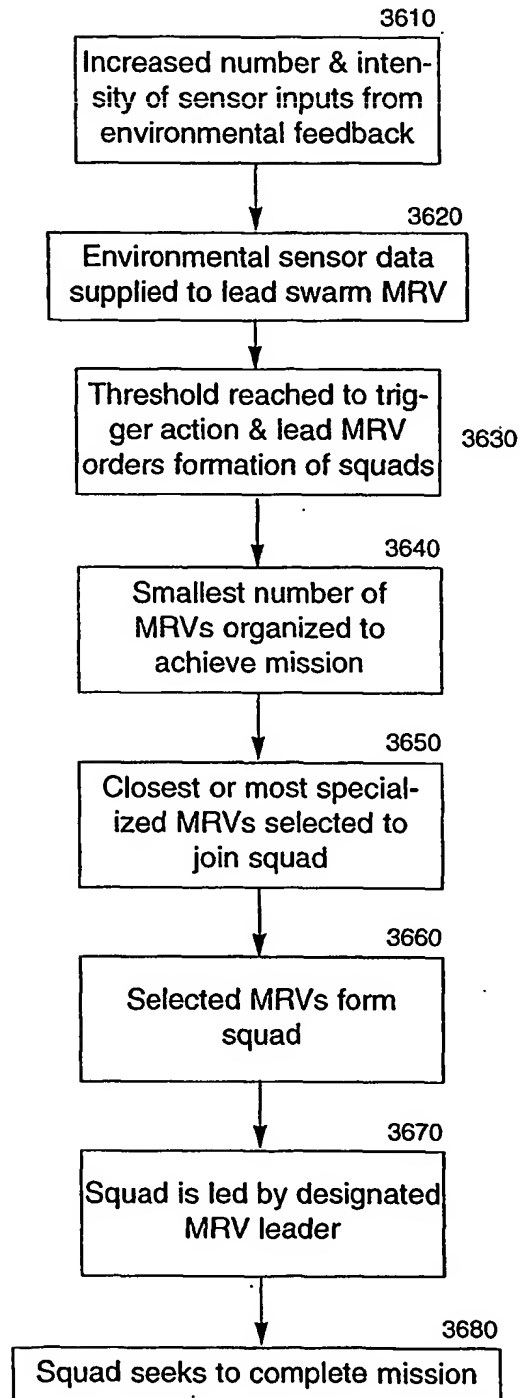 3610
Increased number & inten-
sity of sensor inputs from
environmental feedback
3620
Environmental sensor data
supplied to lead swarm MRV
Threshold reached to trig-
ger action & lead MRV
orders formation of squads
3630
3640
Smallest number of
MRVs organized to
achieve mission
3650
Closest or most special-
ized MRVs selected to
join squad
3660
Selected MRVs form
squad
3670
Squad is led by designated
MRV leader
3680
Squad seeks to complete mission